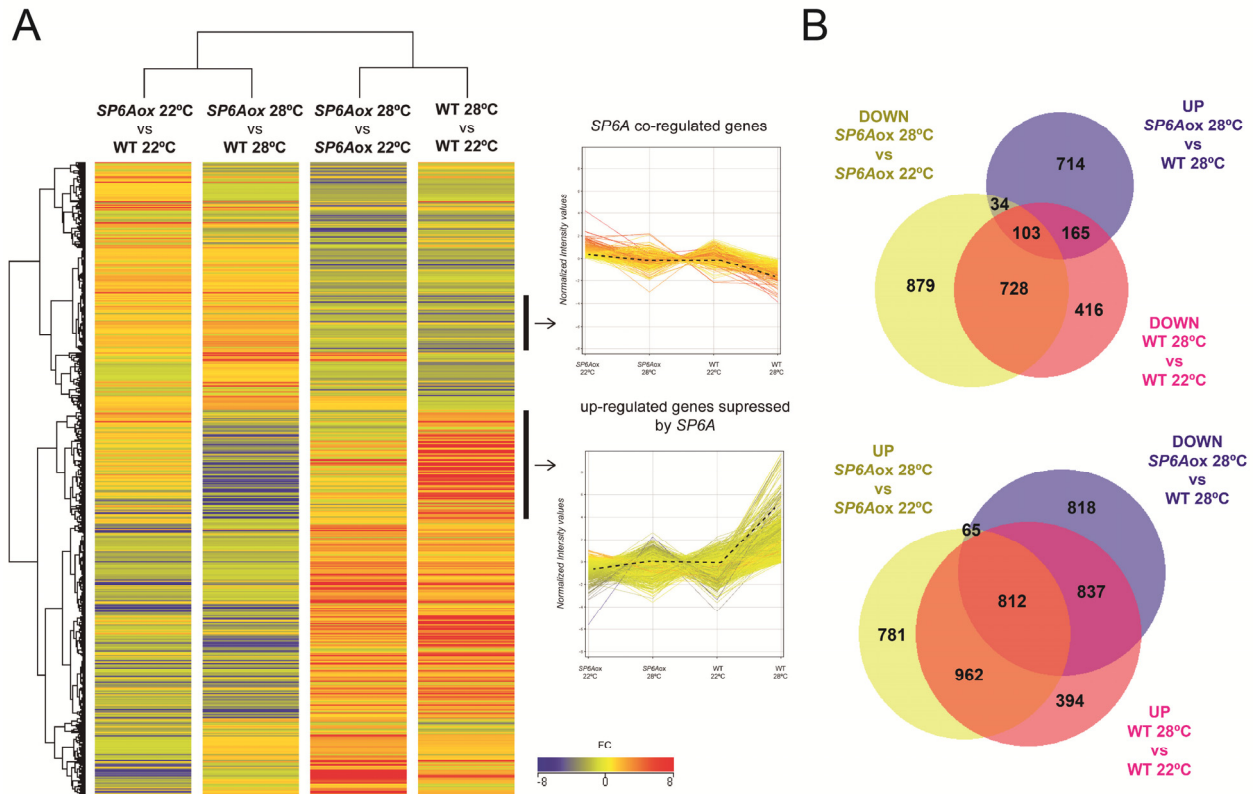 A
SP6Aox 22ºC
vs
WT 22ºC
SP6Aox 28ºC
vs
WT 28ºC
SP6Aox 28ºC
vs
SP6Aox 22ºC
WT 28ºC
vs
WT 22ºC
SP6A co-regulated genes
Normalized Intensity values
SP6Aox
22ºC
SP6Aox
28ºC
WT
22ºC
WT
28ºC
up-regulated genes supressed
by SP6A
Normalized Intensity values
SP6Aox
22ºC
SP6Aox
28ºC
WT
22ºC
WT
28ºC
FC
-8
0
8
B
DOWN
SP6Aox 28ºC
vs
SP6Aox 22ºC
UP
SP6Aox 28ºC
vs
WT 28ºC
714
34
103
165
879
728
416
DOWN
WT 28ºC
vs
WT 22ºC
UP
SP6Aox 28ºC
vs
SP6Aox 22ºC
DOWN
SP6Aox 28ºC
vs
WT 28ºC
818
65
812
837
781
962
394
UP
WT 28ºC
vs
WT 22ºC